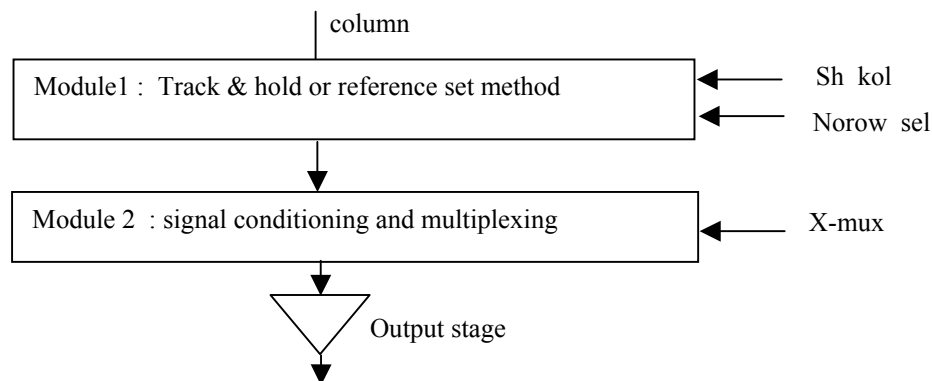 column
Module1 : Track & hold or reference set method
Sh kol
Norow sel
Module 2 : signal conditioning and multiplexing
X-mux
Output stage